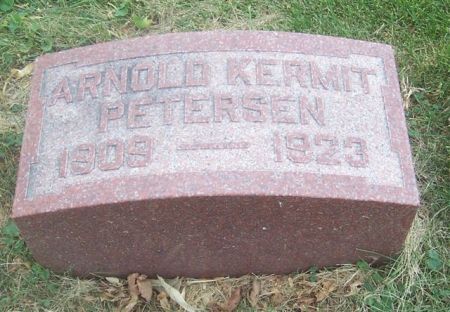 ARNOLD KERMIT
PETERSEN
1909 — 1923